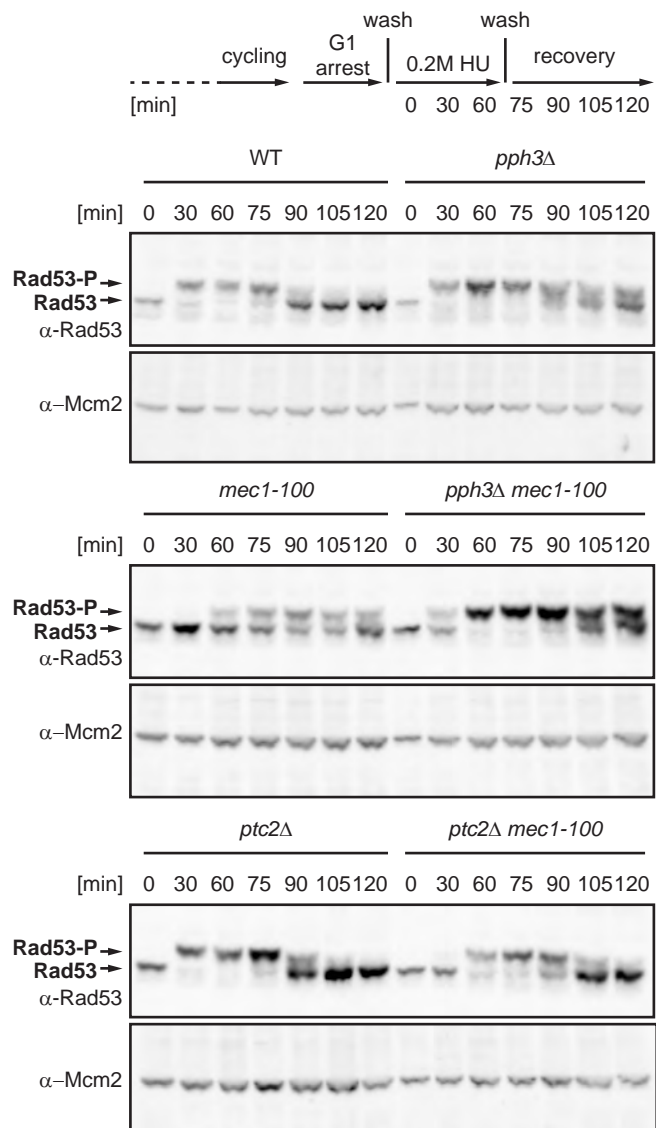 wash wash
cycling G1 arrest 0.2M HU recovery
[min] 0 30 60 75 90 105 120
WT pph3Δ
[min] 0 30 60 75 90 105 120 0 30 60 75 90 105 120
Rad53-P
Rad53
α-Rad53
α–Mcm2
mec1-100 pph3Δ mec1-100
[min] 0 30 60 75 90 105 120 0 30 60 75 90 105 120
Rad53-P
Rad53
α-Rad53
α–Mcm2
ptc2Δ ptc2Δ mec1-100
[min] 0 30 60 75 90 105 120 0 30 60 75 90 105 120
Rad53-P
Rad53
α-Rad53
α–Mcm2